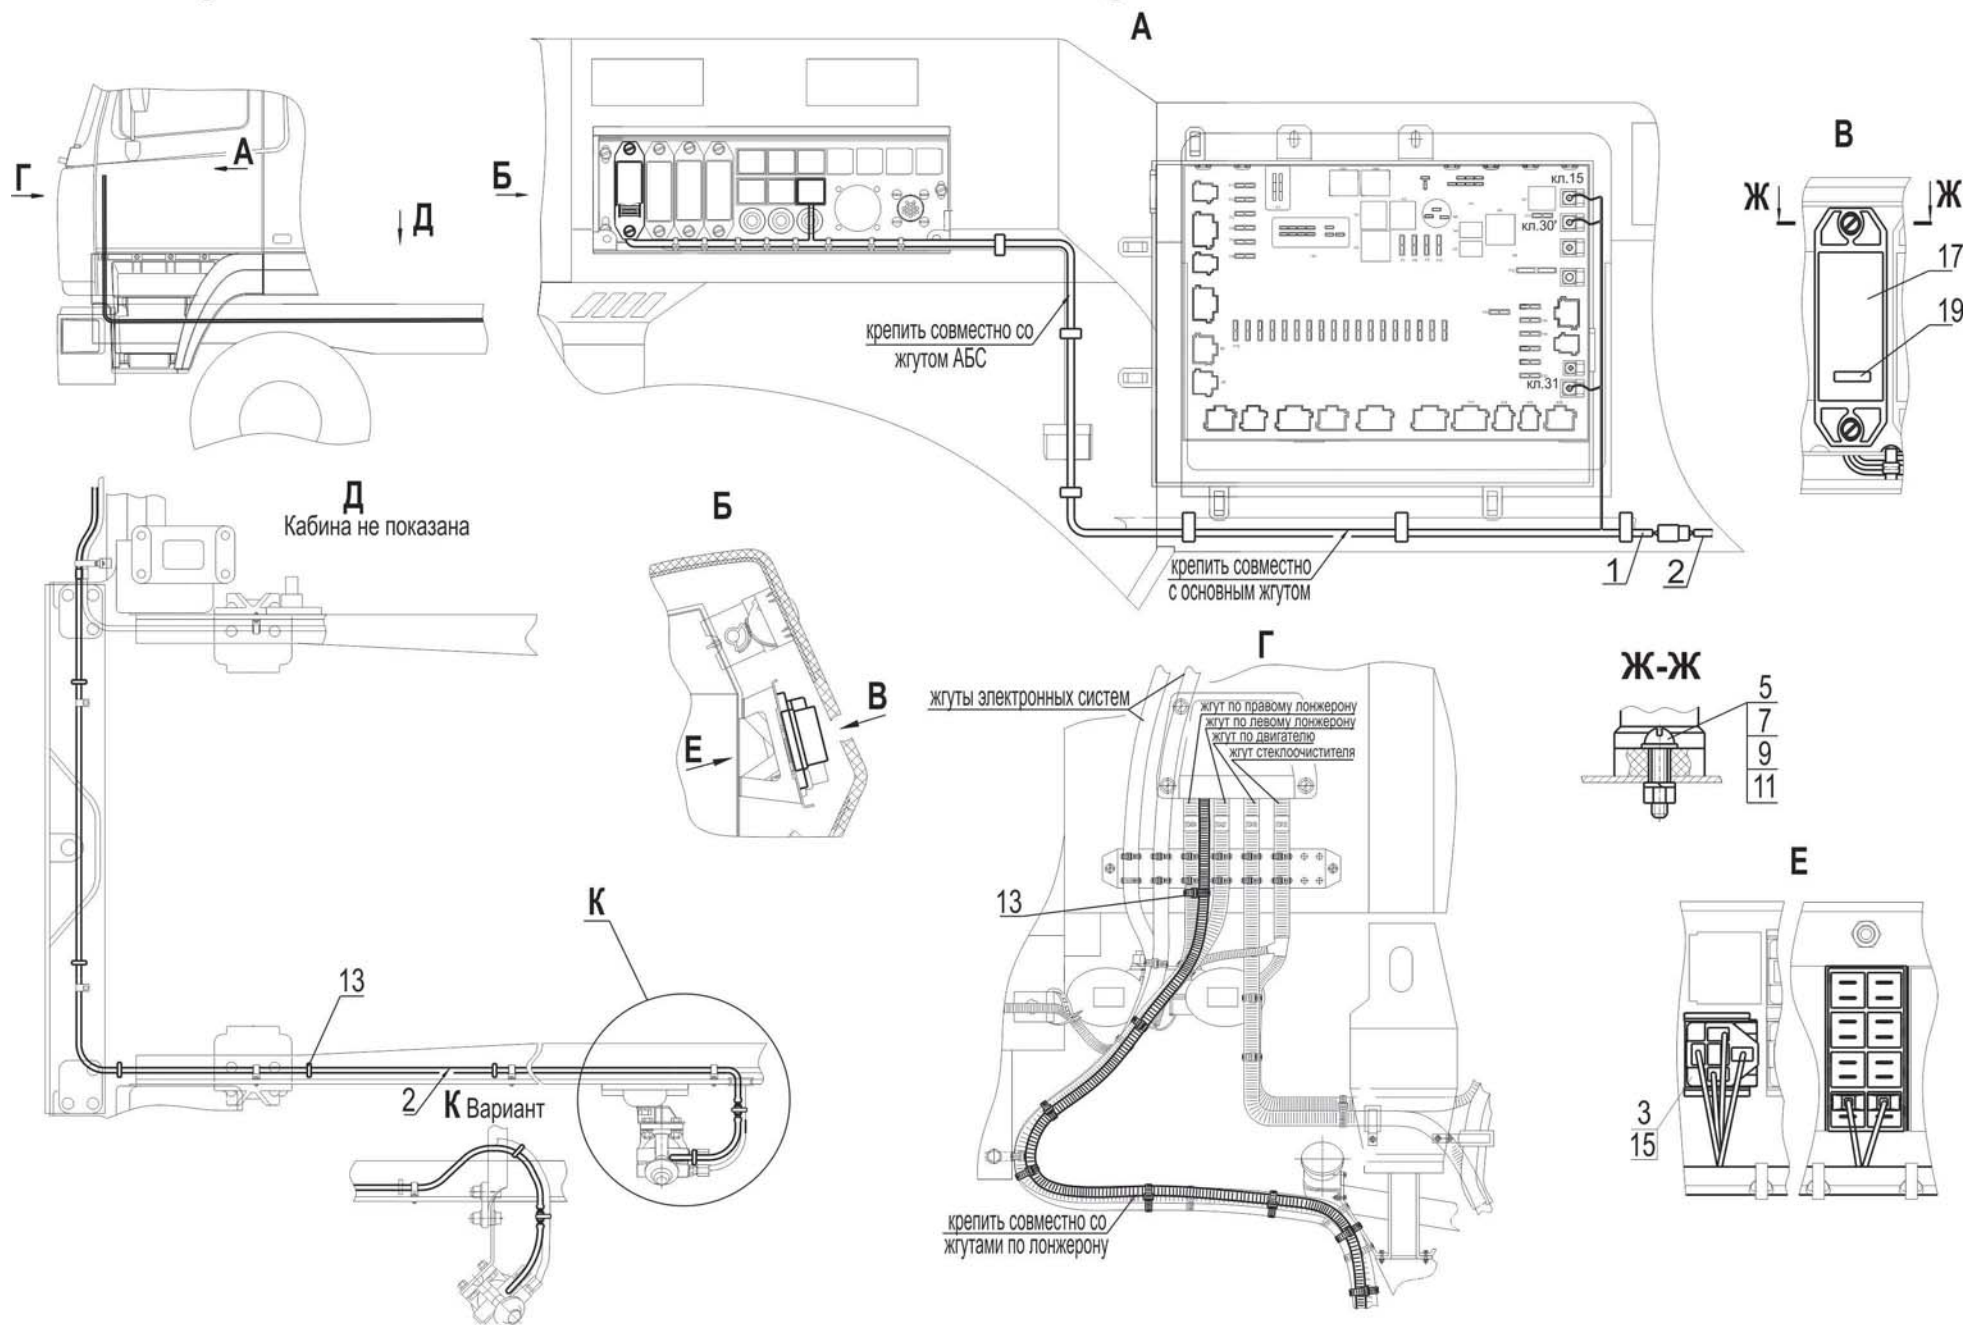 А
Г
А
Д
Б
кл.15
кл.30'
кл.31
крепить совместно со
жгутом АБС
крепить совместно
с основным жгутом
1
2
В
Ж
Ж
17
19
Д
Кабина не показана
Б
В
Е
Г
жгуты электронных систем
жгут по правому лонжерону
жгут по левому лонжерону
жгут по двигателю
жгут стеклоочистителя
13
крепить совместно со
жгутами по лонжерону
Ж-Ж
5
7
9
11
Е
3
15
К
13
2
К Вариант